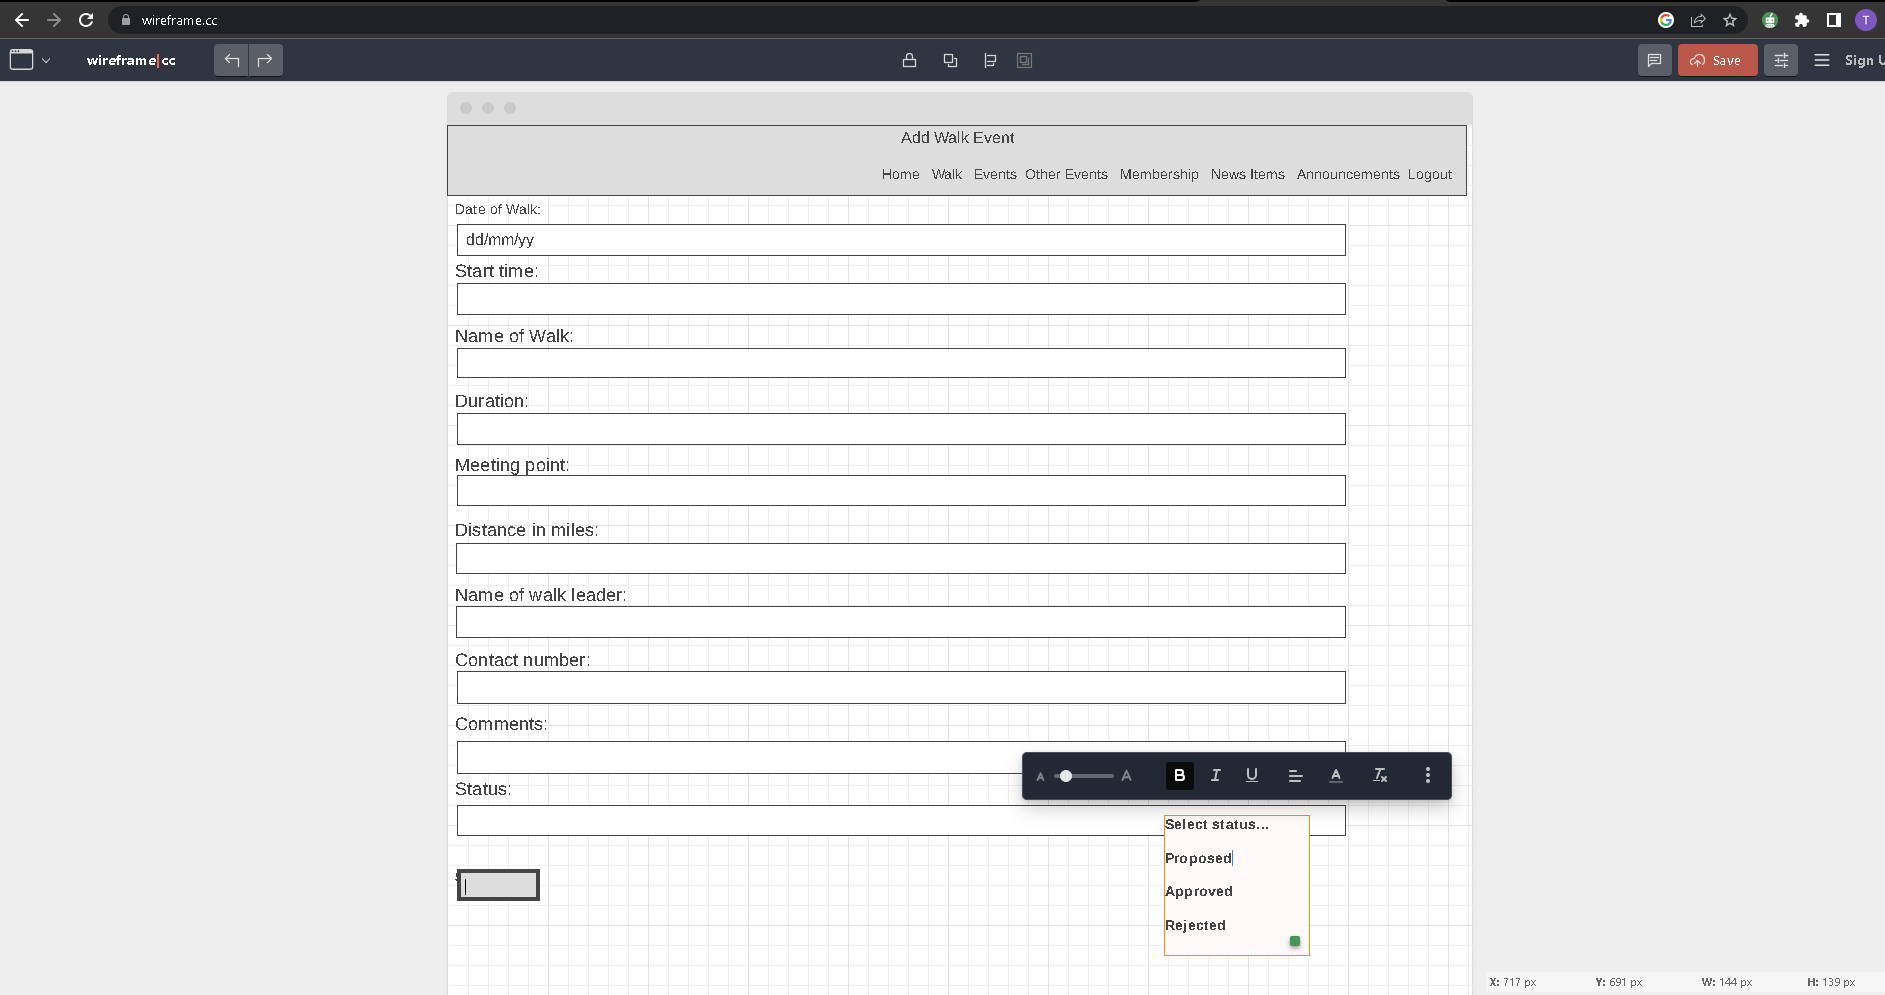 wireframe.cc
wireframe|cc
Save
Sign U
Add Walk Event
Home Walk Events Other Events Membership News Items Announcements Logout
Date of Walk:
dd/mm/yy
Start time:
Name of Walk:
Duration:
Meeting point:
Distance in miles:
Name of walk leader:
Contact number:
Comments:
A A B I U A Tx
Status:
Select status...
Proposed
Approved
Rejected
X: 717 px Y: 691 px W: 144 px H: 139 px
T